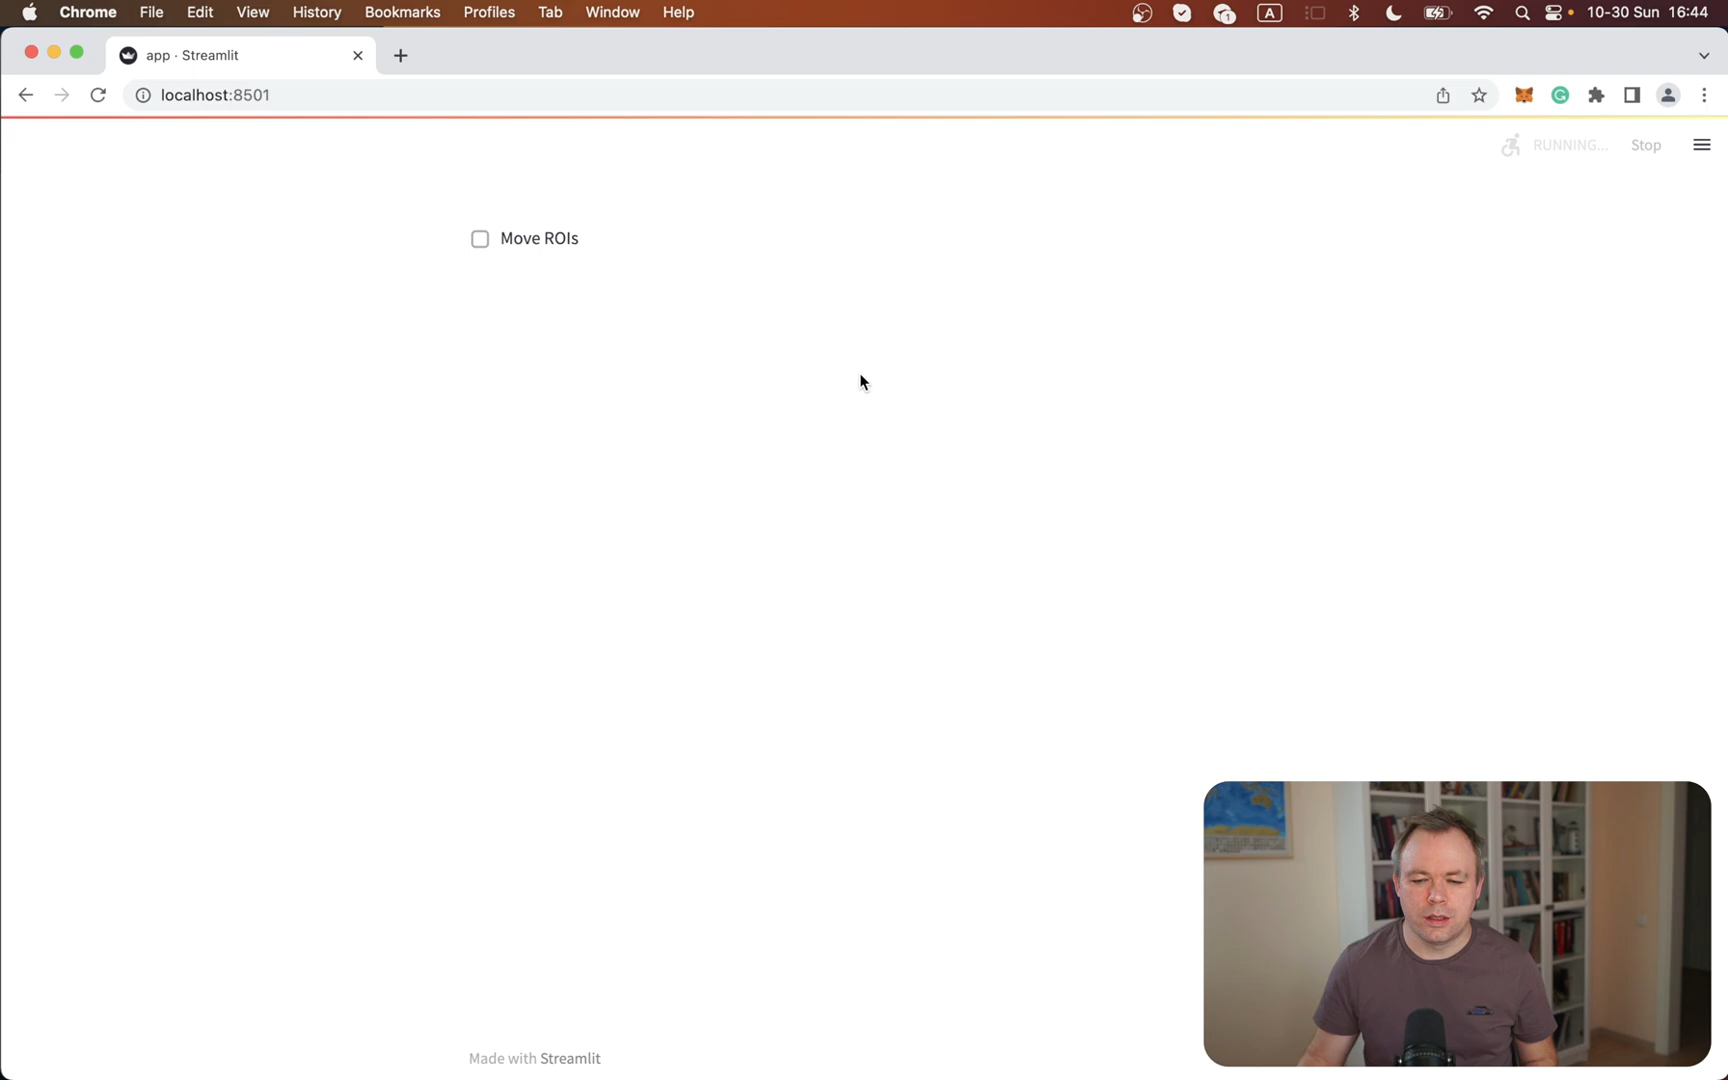 Chrome File Edit View History Bookmarks Profiles Tab Window Help 1 A 10-30 Sun 16:44
app · Streamlit
localhost:8501
RUNNING... Stop
Move ROIs
Made with Streamlit